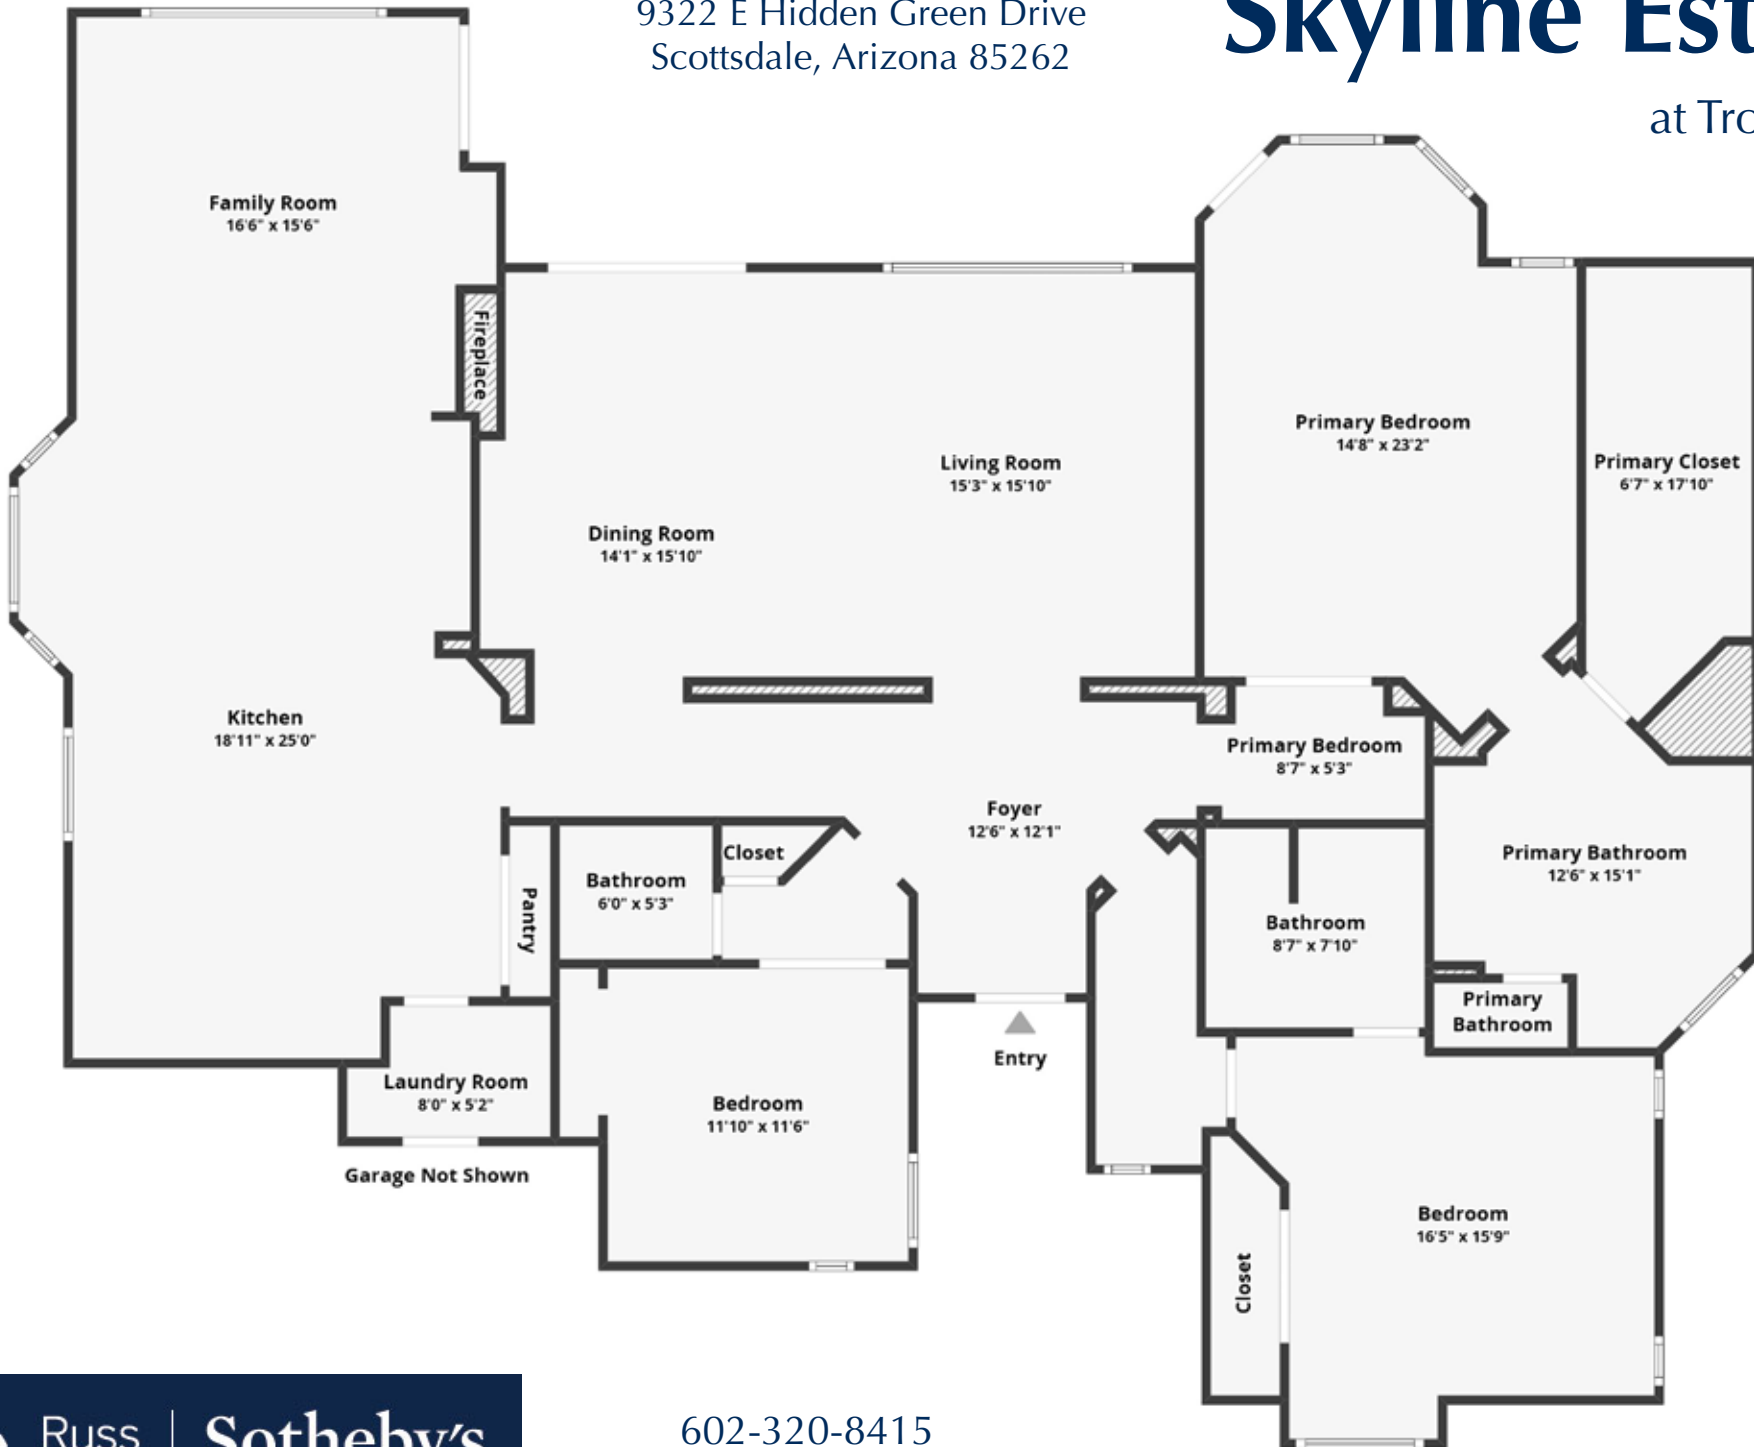 9322 E Hidden Green Drive
Scottsdale, Arizona 85262
Skyline Est
at Tro
Family Room
16'6" x 15'6"
Fireplace
Primary Bedroom
14'8" x 23'2"
Living Room
15'3" x 15'10"
Primary Closet
6'7" x 17'10"
Dining Room
14'1" x 15'10"
Kitchen
18'11" x 25'0"
Primary Bedroom
8'7" x 5'3"
Foyer
12'6" x 12'1"
Closet
Primary Bathroom
12'6" x 15'1"
Bathroom
6'0" x 5'3"
Pantry
Bathroom
8'7" x 7'10"
Primary
Bathroom
Entry
Laundry Room
8'0" x 5'2"
Bedroom
11'10" x 11'6"
Garage Not Shown
Bedroom
16'5" x 15'9"
Closet
Russ
Sotheby's
602-320-8415